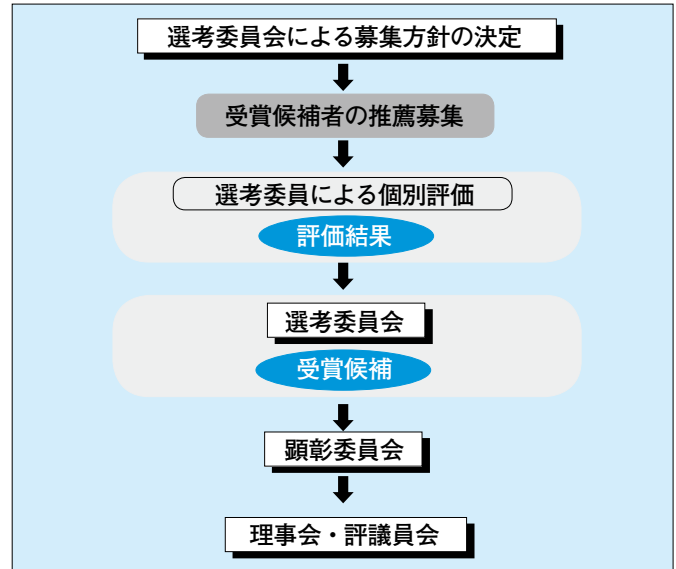 選考委員会による募集方針の決定
受賞候補者の推薦募集
選考委員による個別評価
評価結果
選考委員会
受賞候補
顕彰委員会
理事会・評議員会